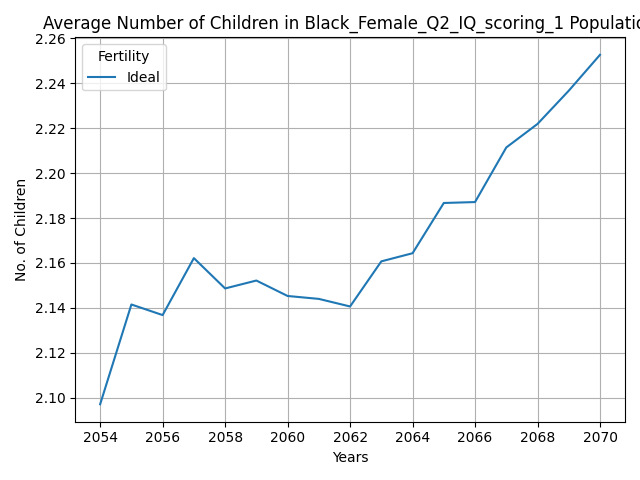 Average Number of Children in Black_Female_Q2_IQ_scoring_1 Populatio
2.26
2.24
2.22
2.20
2.18
2.16
2.14
2.12
2.10
No. of Children
Fertility
Ideal
2054 2056 2058 2060 2062 2064 2066 2068 2070
Years